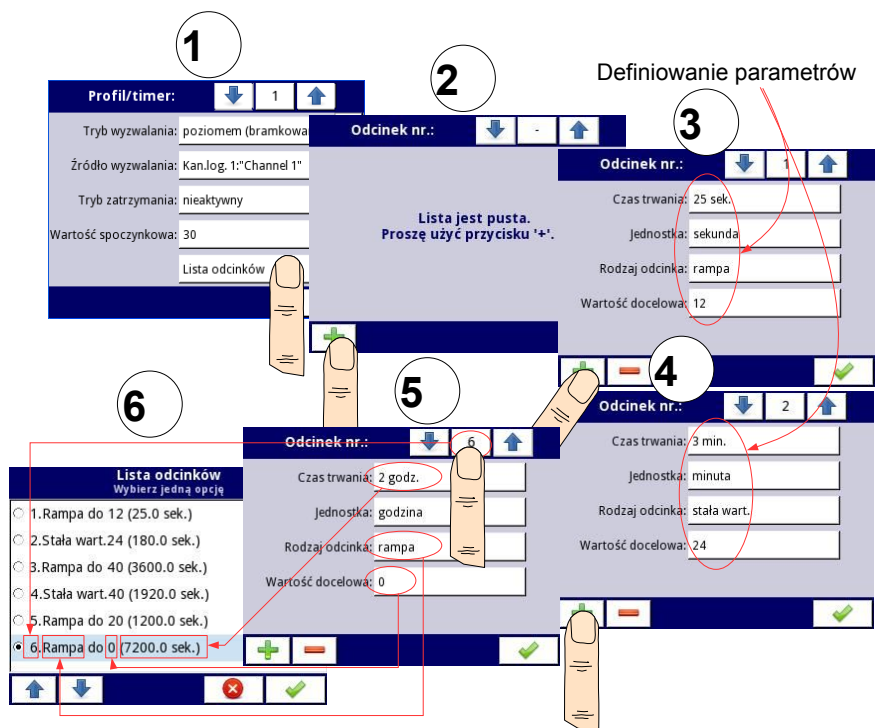 1
Profil/timer:
1
Tryb wyzwalania: poziomem (bramkowa
Źródło wyzwalania: Kan.log. 1:"Channel 1"
Tryb zatrzymania: nieaktywny
Wartość spoczynkowa: 30
Lista odcinków
2
Odcinek nr.:
-
Lista jest pusta.
Proszę użyć przycisku '+'.
Definiowanie parametrów
3
Odcinek nr.:
1
Czas trwania: 25 sek.
Jednostka: sekunda
Rodzaj odcinka: rampa
Wartość docelowa: 12
4
Odcinek nr.:
2
Czas trwania: 3 min.
Jednostka: minuta
Rodzaj odcinka: stała wart.
Wartość docelowa: 24
5
Odcinek nr.:
6
Czas trwania: 2 godz.
Jednostka: godzina
Rodzaj odcinka: rampa
Wartość docelowa: 0
6
Lista odcinków
Wybierz jedną opcję
1.Rampa do 12 (25.0 sek.)
2.Stała wart.24 (180.0 sek.)
3.Rampa do 40 (3600.0 sek.)
4.Stała wart.40 (1920.0 sek.)
5.Rampa do 20 (1200.0 sek.)
6.Rampa do 0 (7200.0 sek.)